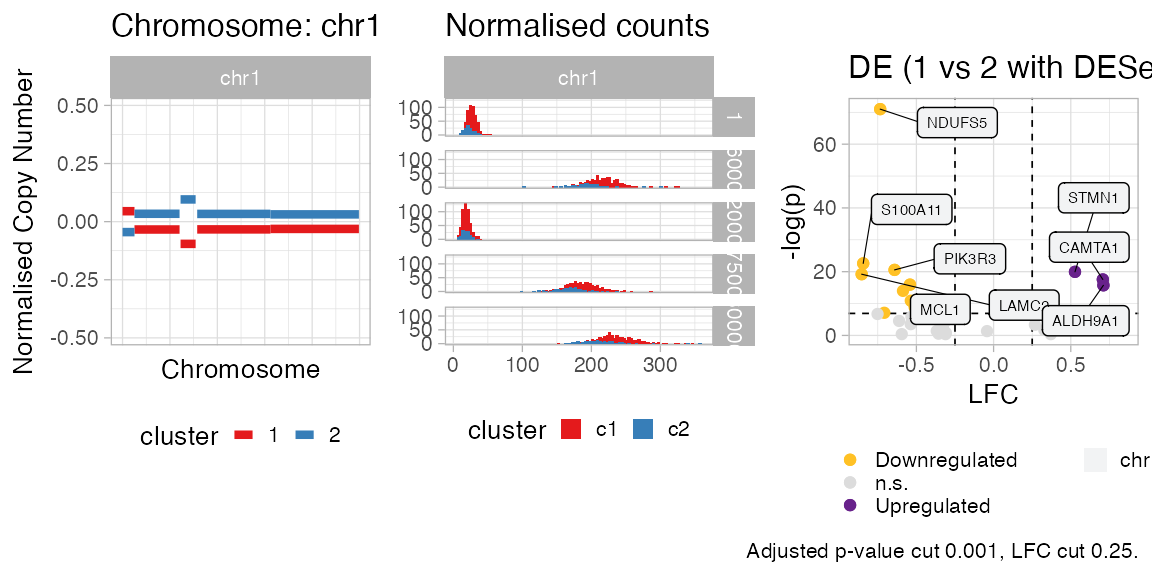 Chromosome: chr1
Normalised Copy Number
chr1
0.50
0.25
0.00
-0.25
-0.50
Chromosome
cluster 1 2
Normalised counts
chr1
100
50
0
1
100
50
0
100
50
0
100
50
0
100
50
0
0 100 200 300
cluster c1 c2
DE (1 vs 2 with DESe
-log(p)
60
40
20
0
NDUFS5
S100A11
STMN1
CAMTA1
PIK3R3
MCL1
ALDH9A1
-0.5 0.0 0.5
LFC
Downregulated
n.s.
Upregulated
chr
Adjusted p-value cut 0.001, LFC cut 0.25.